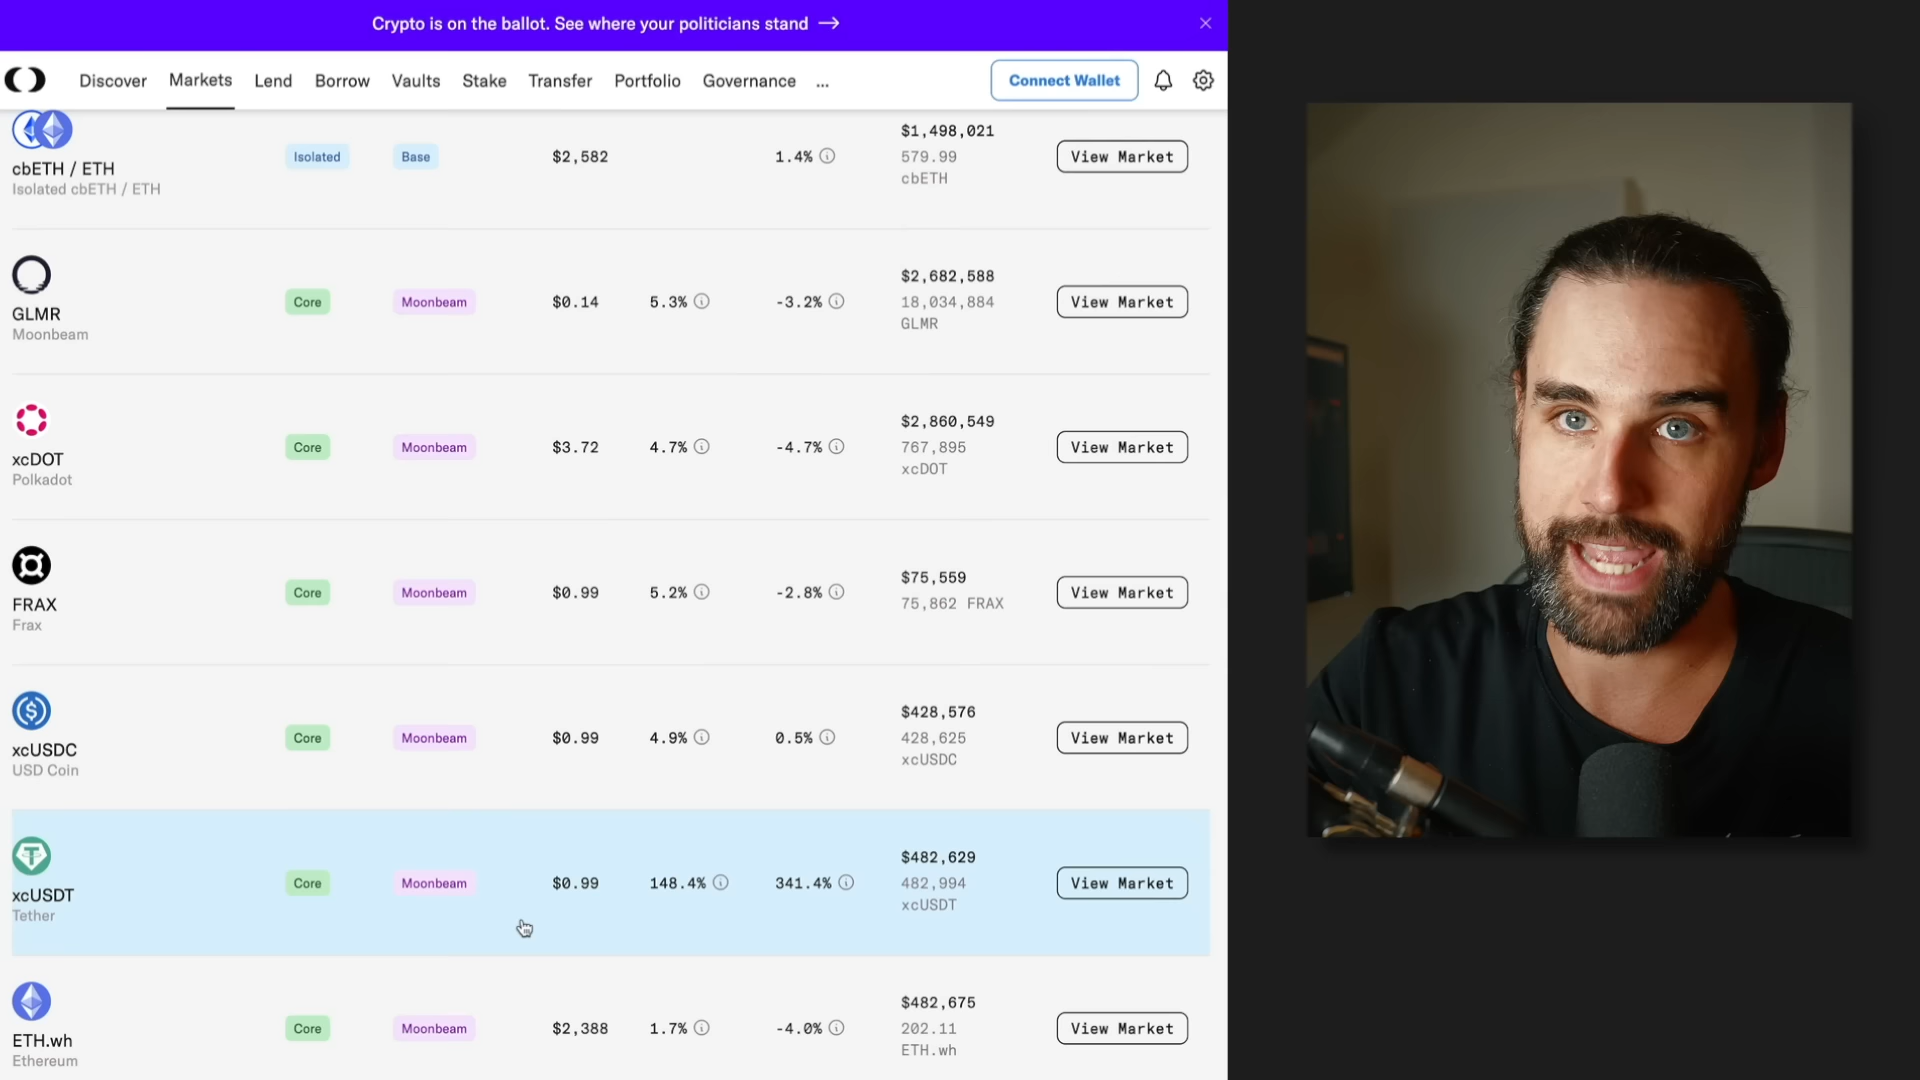 Crypto is on the ballot. See where your politicians stand →
Discover Markets Lend Borrow Vaults Stake Transfer Portfolio Governance ... Connect Wallet
cbETH / ETH
Isolated cbETH / ETH
Isolated
Base
$2,582
1.4%
$1,498,021
579.99
cbETH
View Market
GLMR
Moonbeam
Core
Moonbeam
$0.14
5.3%
-3.2%
$2,682,588
18,034,884
GLMR
View Market
xcDOT
Polkadot
Core
Moonbeam
$3.72
4.7%
-4.7%
$2,860,549
767,895
xcDOT
View Market
FRAX
Frax
Core
Moonbeam
$0.99
5.2%
-2.8%
$75,559
75,862 FRAX
View Market
xcUSDC
USD Coin
Core
Moonbeam
$0.99
4.9%
0.5%
$428,576
428,625
xcUSDC
View Market
xcUSDT
Tether
Core
Moonbeam
$0.99
148.4%
341.4%
$482,629
482,994
xcUSDT
View Market
ETH.wh
Ethereum
Core
Moonbeam
$2,388
1.7%
-4.0%
$482,675
202.11
ETH.wh
View Market